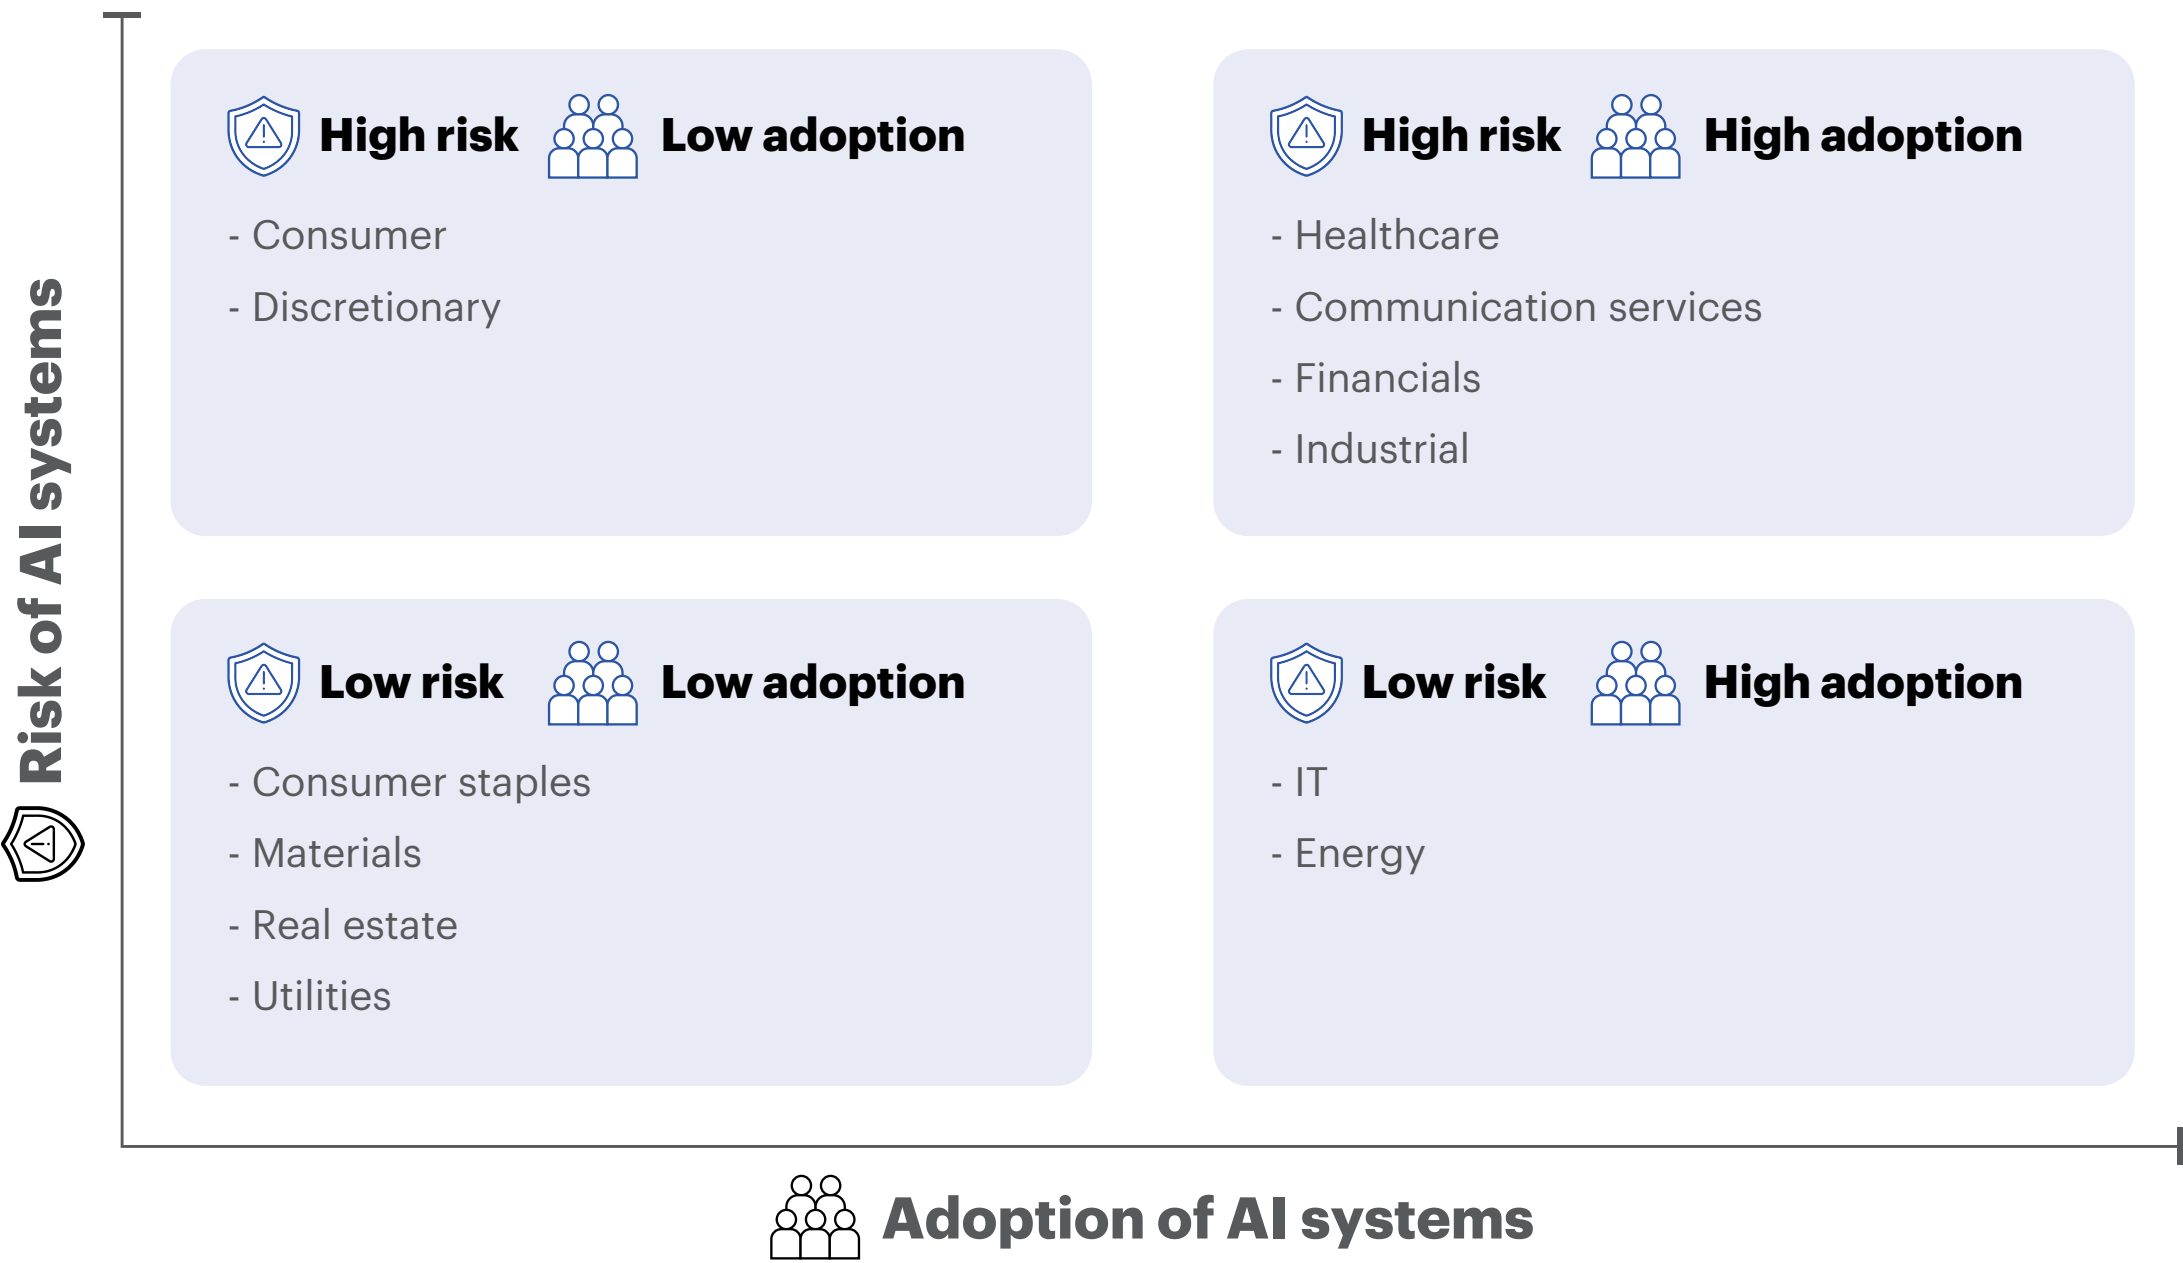 Risk of AI systems
High risk Low adoption
- Consumer
- Discretionary
High risk High adoption
- Healthcare
- Communication services
- Financials
- Industrial
Low risk Low adoption
- Consumer staples
- Materials
- Real estate
- Utilities
Low risk High adoption
- IT
- Energy
Adoption of AI systems